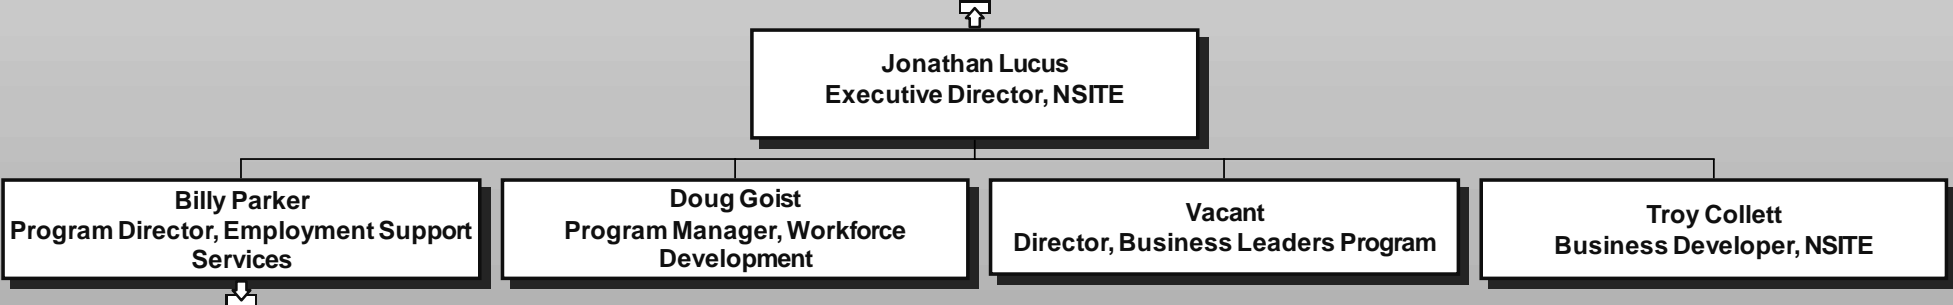 Jonathan Lucus
Executive Director, NSITE
Billy Parker
Program Director, Employment Support
Services
Doug Goist
Program Manager, Workforce
Development
Vacant
Director, Business Leaders Program
Troy Collett
Business Developer, NSITE